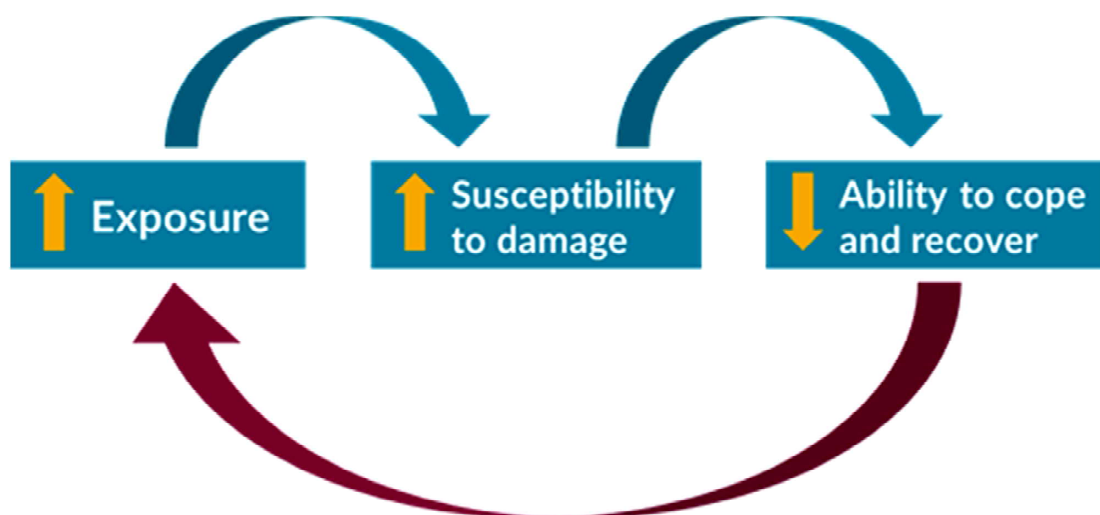 Exposure
Susceptibility
to damage
Ability to cope
and recover